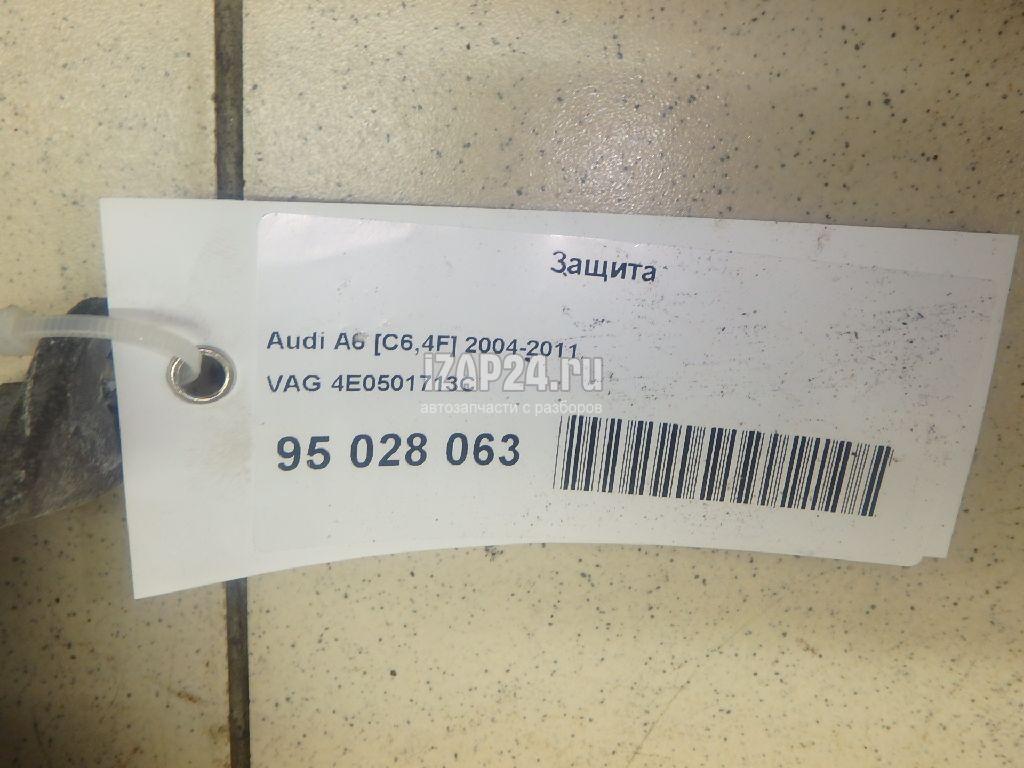 Защита
Audi A6 [C6,4F] 2004-2011
iZAP24.ru
VAG 4E0501713C
автозапчасти с разборов
95 028 063